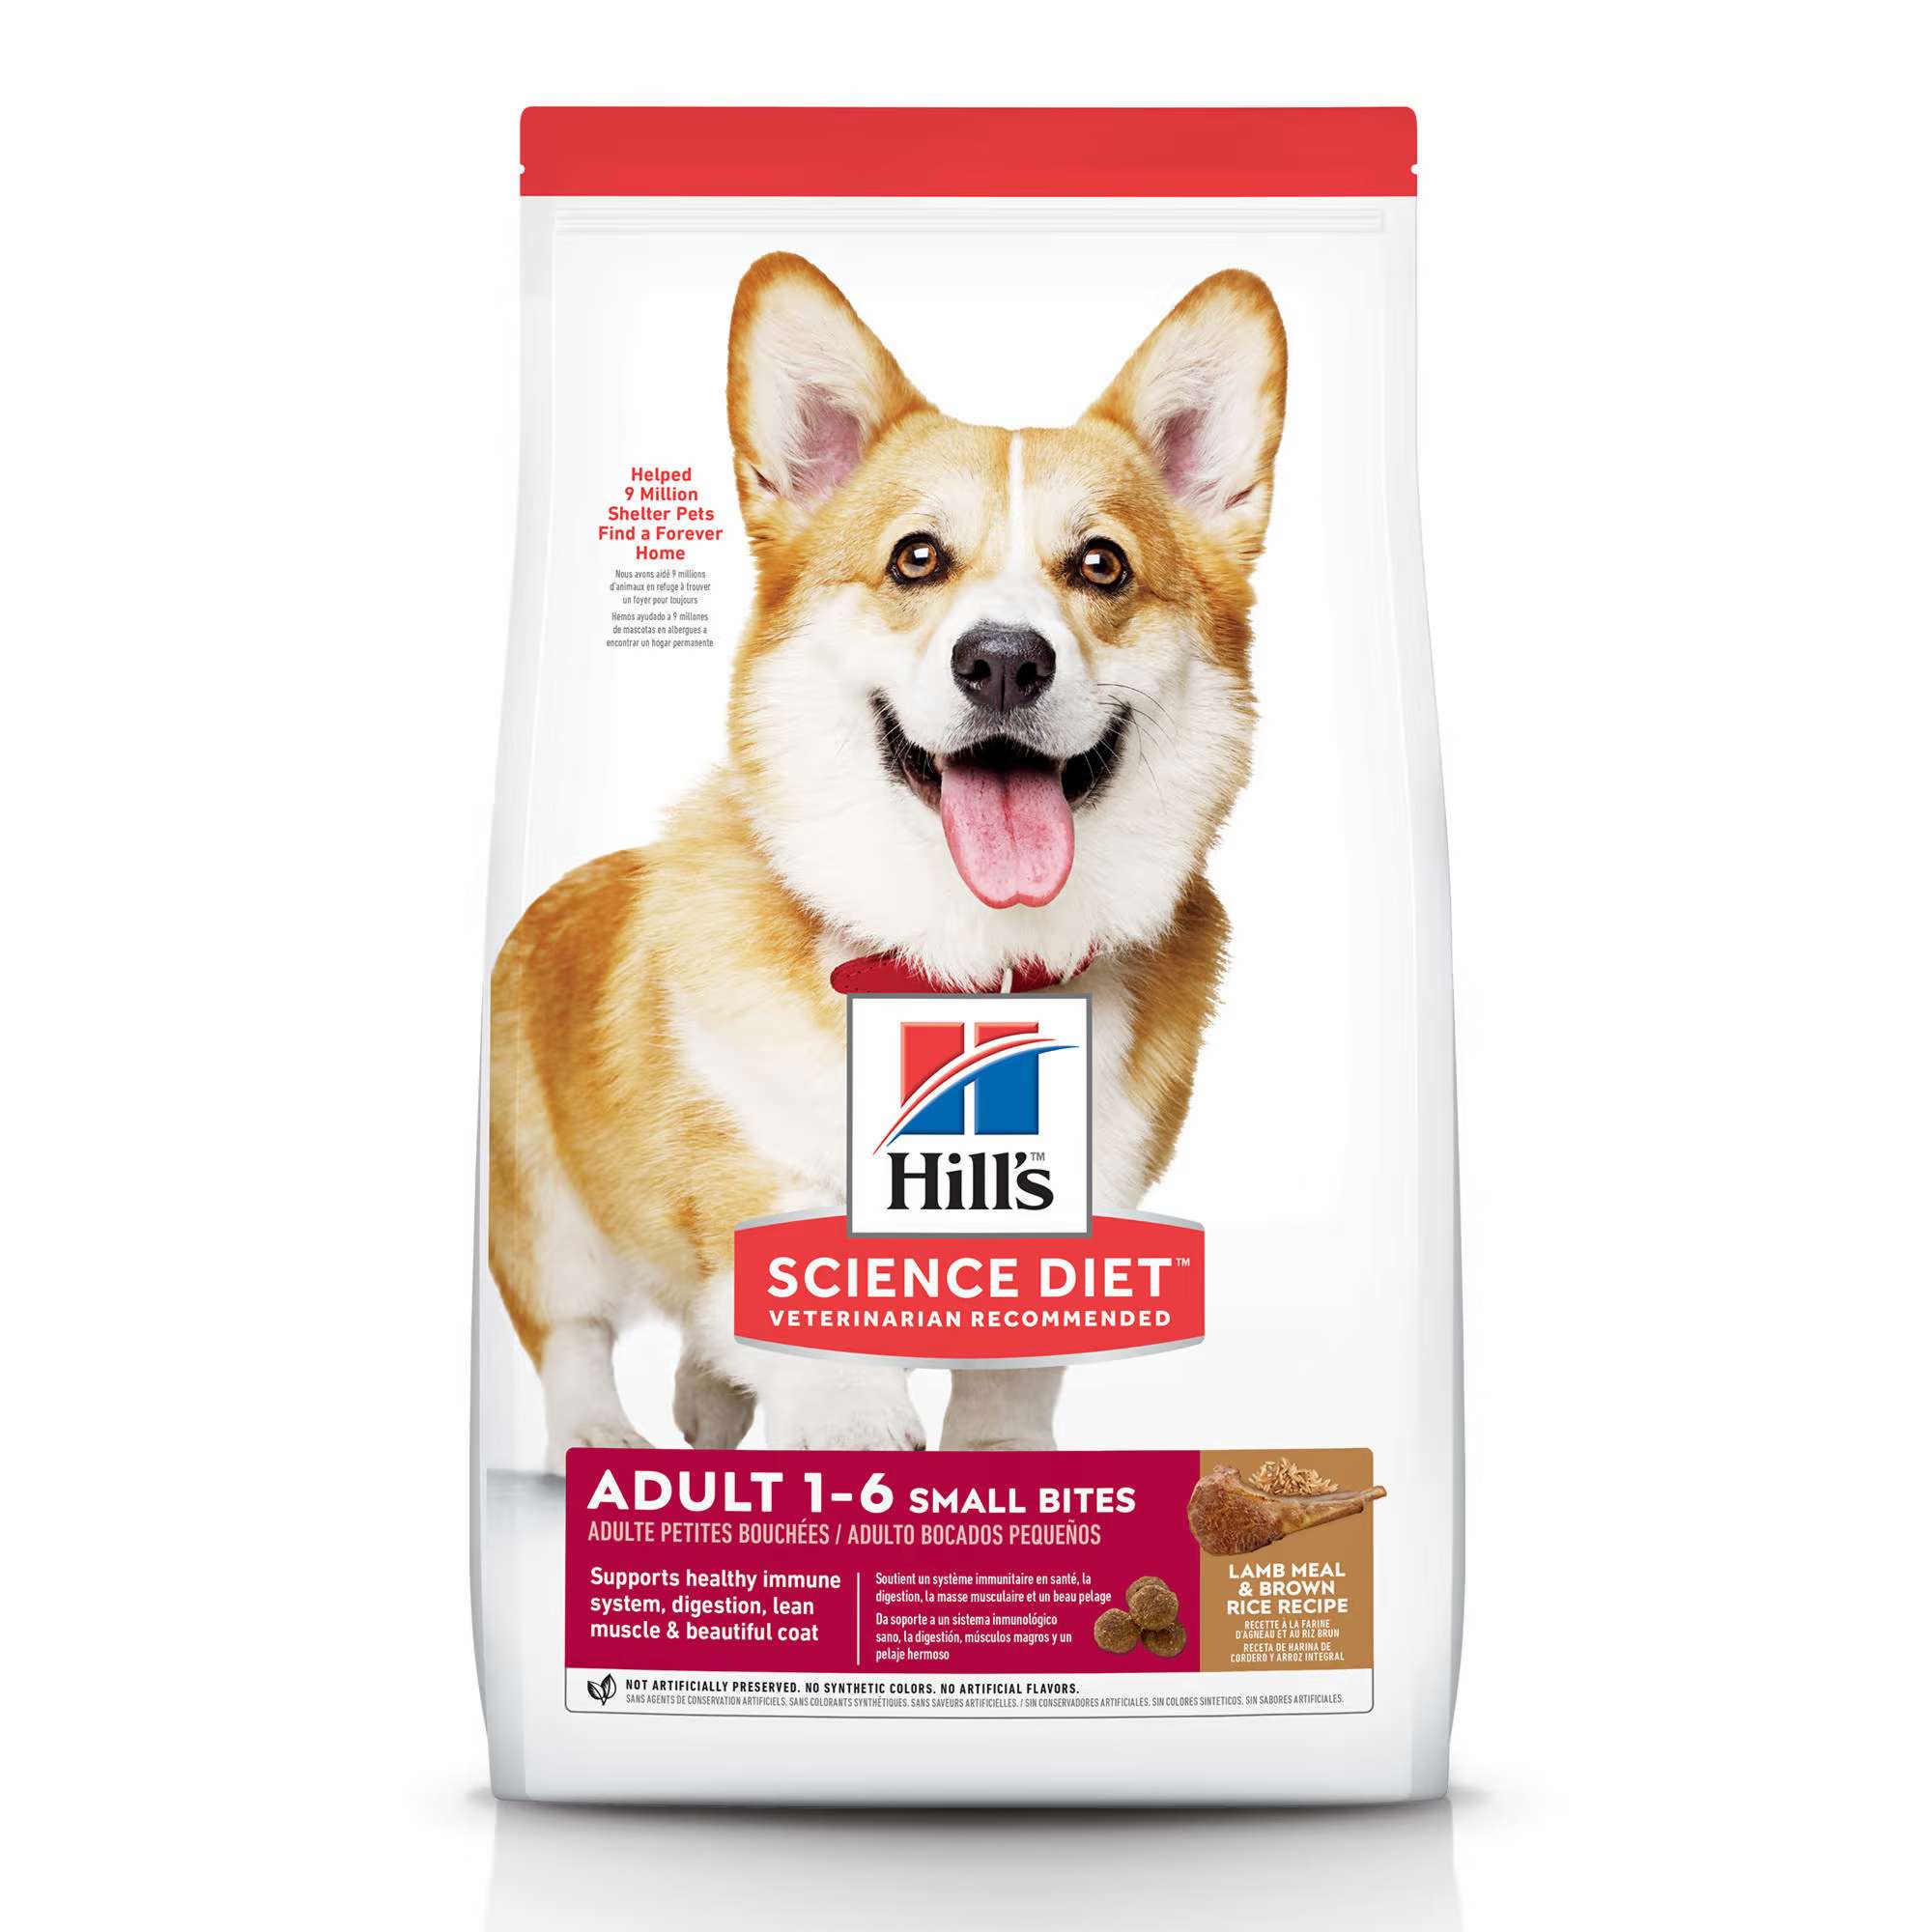 Helped
9 Million
Shelter Pets
Find a Forever
Home
Nous avons aidé 9 millions
d'animaux en refuge à trouver
un foyer pour toujours
Hemos ayudado a 9 millones
de mascotas en albergues a
encontrar un hogar permanente
Hill's™
SCIENCE DIET™
VETERINARIAN RECOMMENDED
ADULT 1-6 SMALL BITES
ADULTE PETITES BOUCHÉES / ADULTO BOCADOS PEQUEÑOS
Supports healthy immune
system, digestion, lean
muscle & beautiful coat
Soutient un système immunitaire en santé, la
digestion, la masse musculaire et un beau pelage
Da soporte a un sistema inmunológico
sano, la digestión, músculos magros y un
pelaje hermoso
LAMB MEAL
& BROWN
RICE RECIPE
RECETTE À LA FARINE
D'AGNEAU ET AU RIZ BRUN
RECETA DE HARINA DE
CORDERO Y ARROZ INTEGRAL
NOT ARTIFICIALLY PRESERVED. NO SYNTHETIC COLORS. NO ARTIFICIAL FLAVORS.
SANS AGENTS DE CONSERVATION ARTIFICIELS. SANS COLORANTS SYNTHÉTIQUES. SANS SAVEURS ARTIFICIELLES. / SIN CONSERVADORES ARTIFICIALES. SIN COLORES SINTETICOS. SIN SABORES ARTIFICIALES.